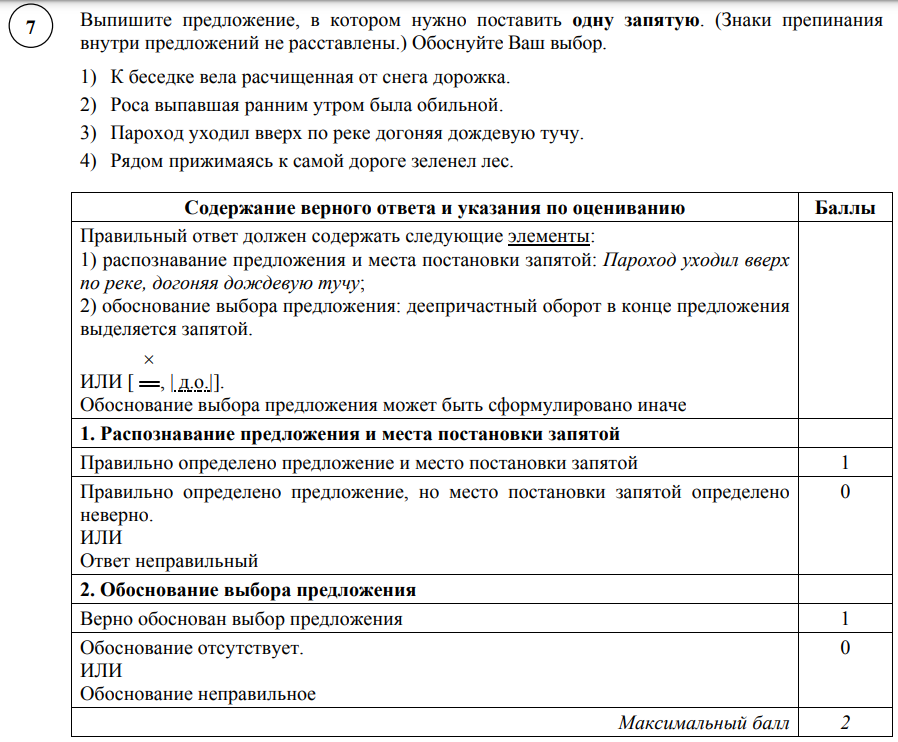 7
Выпишите предложение, в котором нужно поставить одну запятую. (Знаки препинания
внутри предложений не расставлены.) Обоснуйте Ваш выбор.
1) К беседке вела расчищенная от снега дорожка.
2) Роса выпавшая ранним утром была обильной.
3) Пароход уходил вверх по реке догоняя дождевую тучу.
4) Рядом прижимаясь к самой дороге зеленел лес.
Содержание верного ответа и указания по оцениванию Баллы
Правильный ответ должен содержать следующие элементы:
1) распознавание предложения и места постановки запятой: Пароход уходил вверх
по реке, догоняя дождевую тучу;
2) обоснование выбора предложения: деепричастный оборот в конце предложения
выделяется запятой.
×
ИЛИ [ ═, | д.о.|].
Обоснование выбора предложения может быть сформулировано иначе
1. Распознавание предложения и места постановки запятой
Правильно определено предложение и место постановки запятой 1
Правильно определено предложение, но место постановки запятой определено 0
неверно.
ИЛИ
Ответ неправильный
2. Обоснование выбора предложения
Верно обоснован выбор предложения 1
Обоснование отсутствует. 0
ИЛИ
Обоснование неправильное
Максимальный балл 2